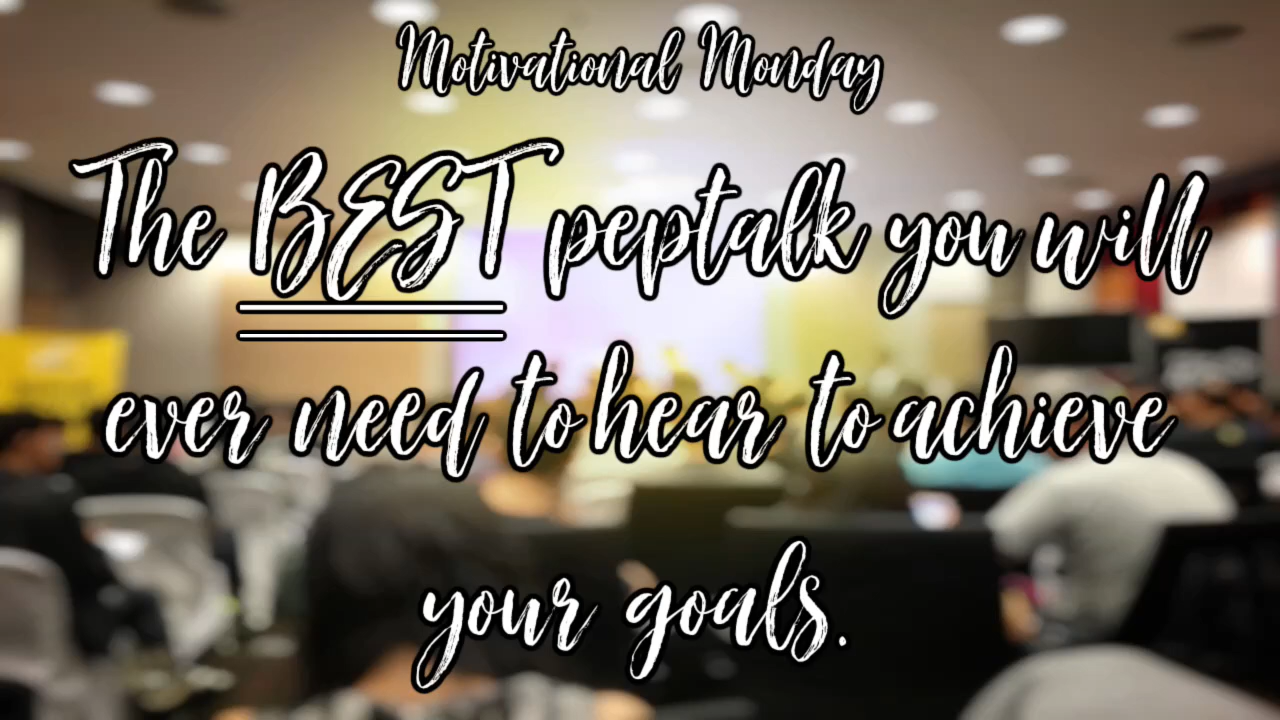 Motivational Monday
The BEST peptalk you will
ever need to hear to achieve
your goals.